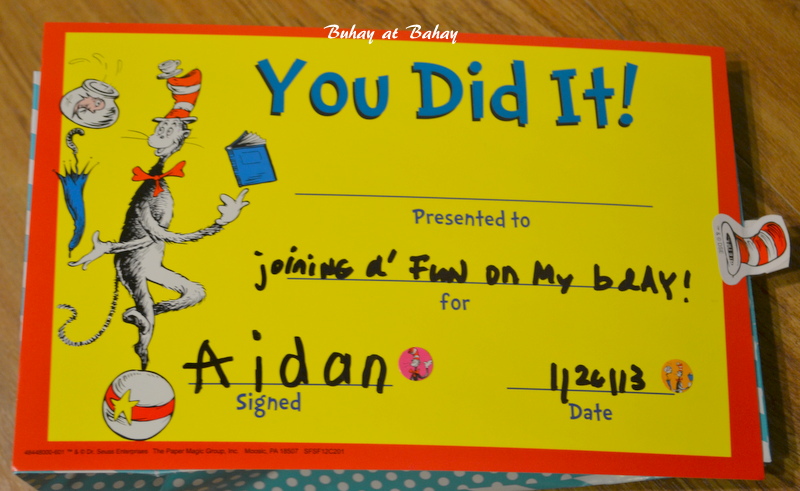 Buhay at Bahay
You Did It!
Presented to
joining d' FUN on My bdAY!
for
Aidan
Signed
1/26/13
Date
™ & © Dr. Seuss Enterprises The Paper Magic Group, Inc. Moosic, PA 18507 SFSF12C201